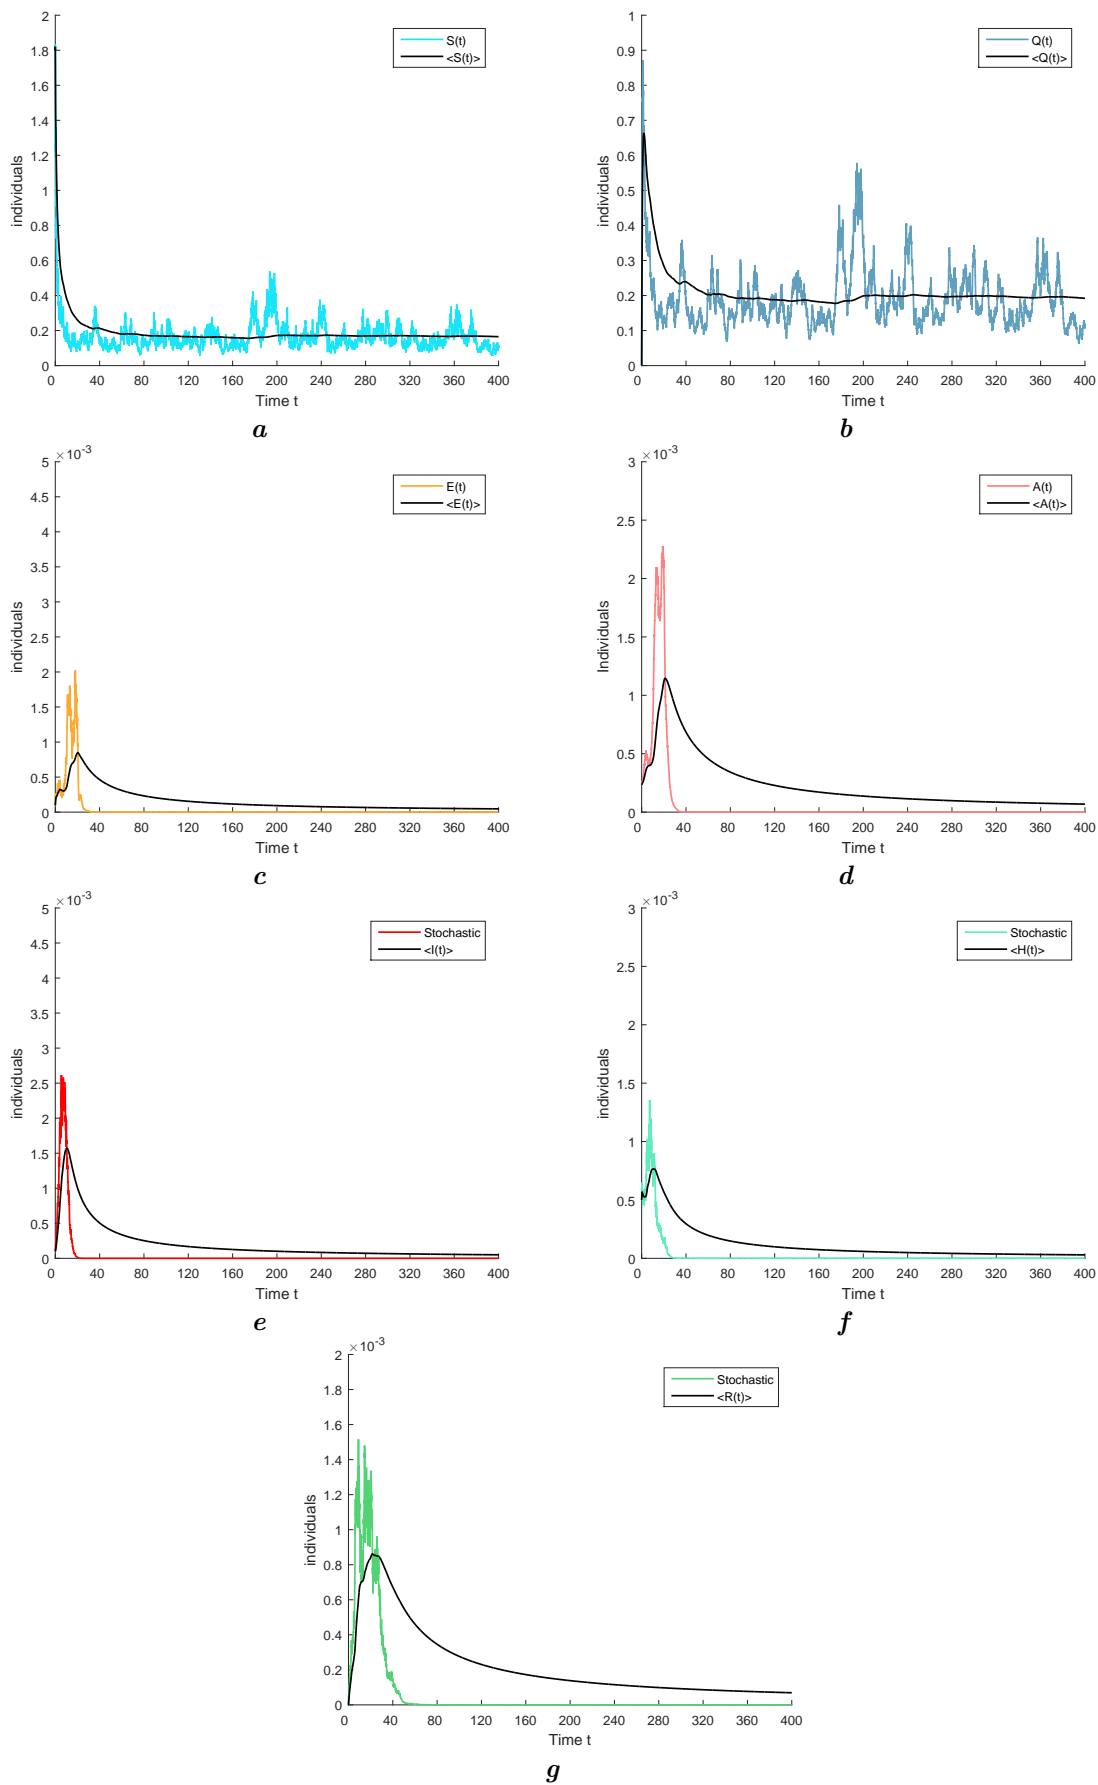 2
1.8
1.6
1.4
1.2
1
0.8
0.6
0.4
0.2
0
individuals
S(t)
<S(t)>
0 40 80 120 160 200 240 280 320 360 400
Time t
a
1
0.9
0.8
0.7
0.6
0.5
0.4
0.3
0.2
0.1
0
individuals
Q(t)
<Q(t)>
0 40 80 120 160 200 240 280 320 360 400
Time t
b
×10-3
5
4.5
4
3.5
3
2.5
2
1.5
1
0.5
0
individuals
E(t)
<E(t)>
0 40 80 120 160 200 240 280 320 360 400
Time t
c
×10-3
3
2.5
2
1.5
1
0.5
0
Individuals
A(t)
<A(t)>
0 40 80 120 160 200 240 280 320 360 400
Time t
d
×10-3
5
4.5
4
3.5
3
2.5
2
1.5
1
0.5
0
individuals
Stochastic
<I(t)>
0 40 80 120 160 200 240 280 320 360 400
Time t
e
×10-3
3
2.5
2
1.5
1
0.5
0
individuals
Stochastic
<H(t)>
0 40 80 120 160 200 240 280 320 360 400
Time t
f
×10-3
2
1.8
1.6
1.4
1.2
1
0.8
0.6
0.4
0.2
0
individuals
Stochastic
<R(t)>
0 40 80 120 160 200 240 280 320 360 400
Time t
g